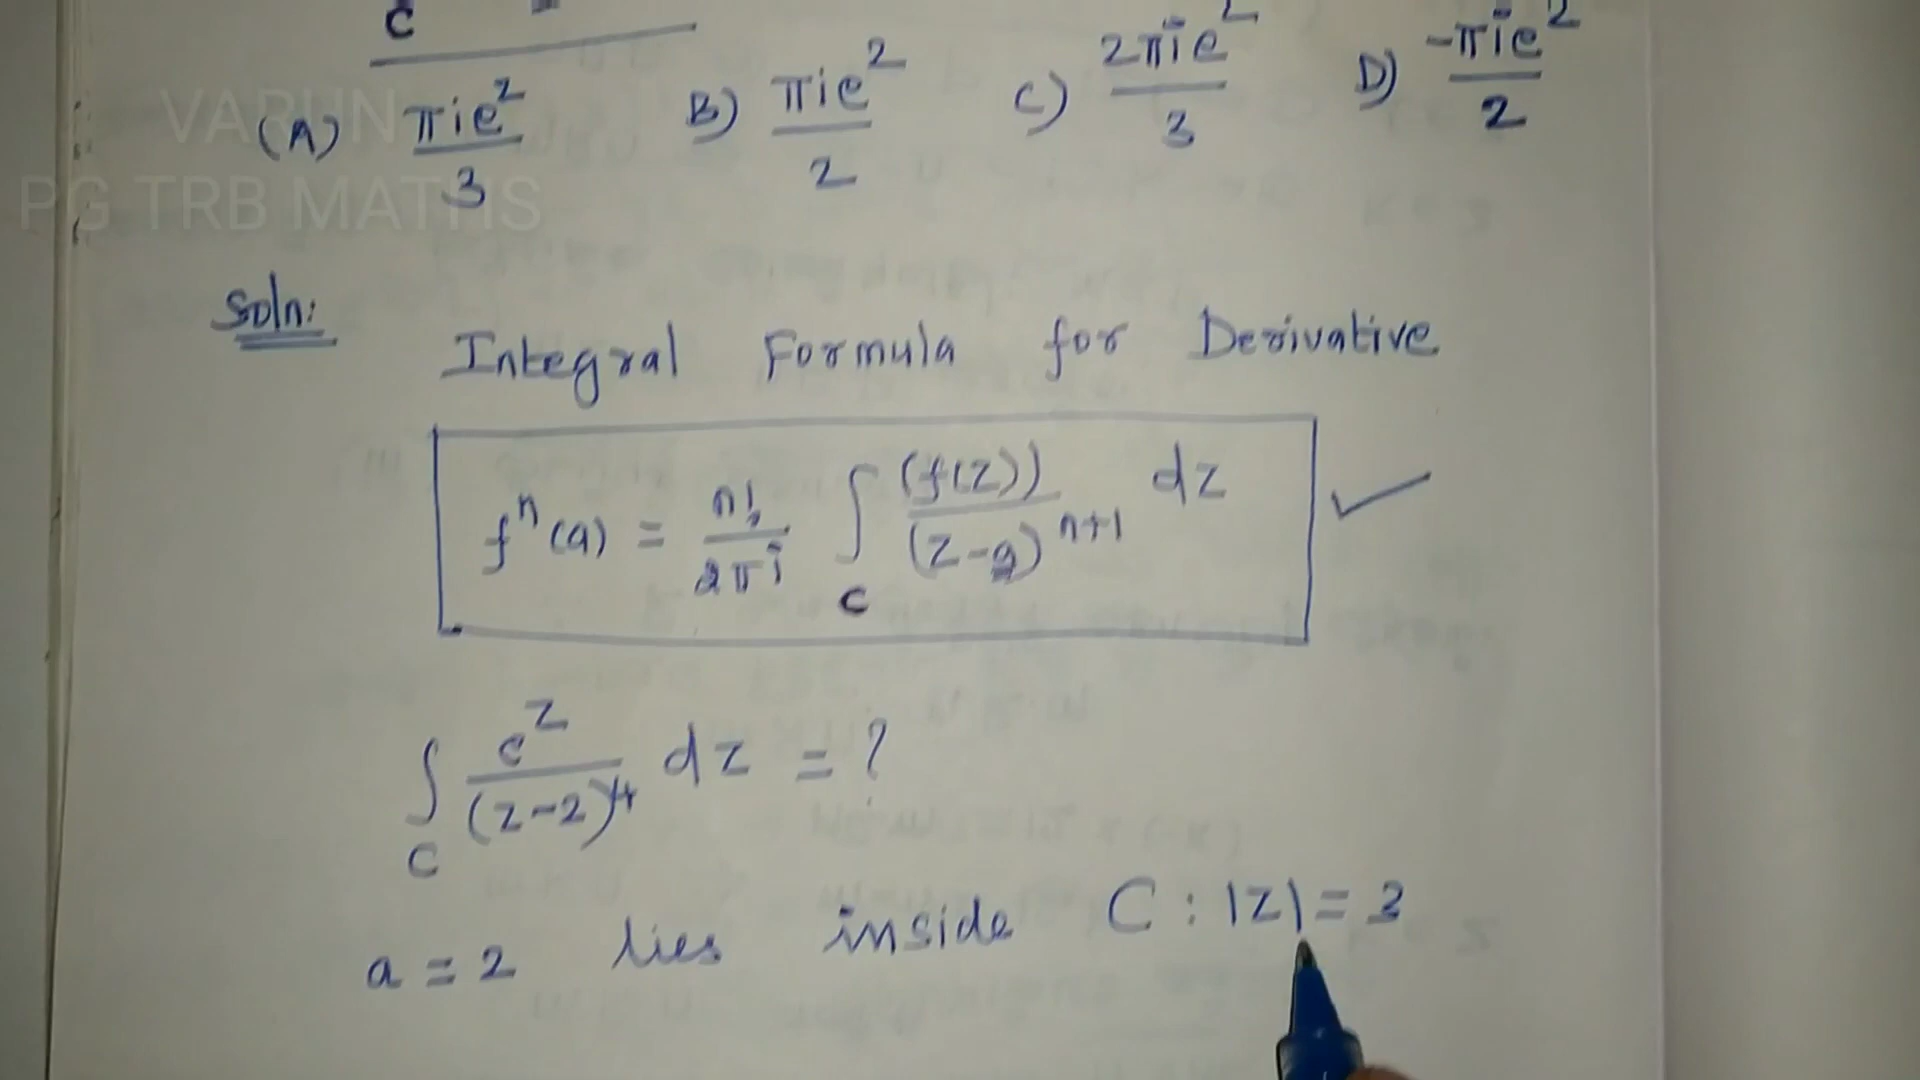 c
(A) πie²/3 B) πie²/2 C) 2πie²/3 D) -πie²/2
VARUN
PG TRB MATHS
Soln:
Integral Formula for Derivative
fⁿ(a) = n!/2πi ∫_C (f(z))/(z-a)ⁿ⁺¹ dz ✓
∫_C e^z/(z-2)⁴ dz = ?
a = 2 lies inside C : |z| = 3